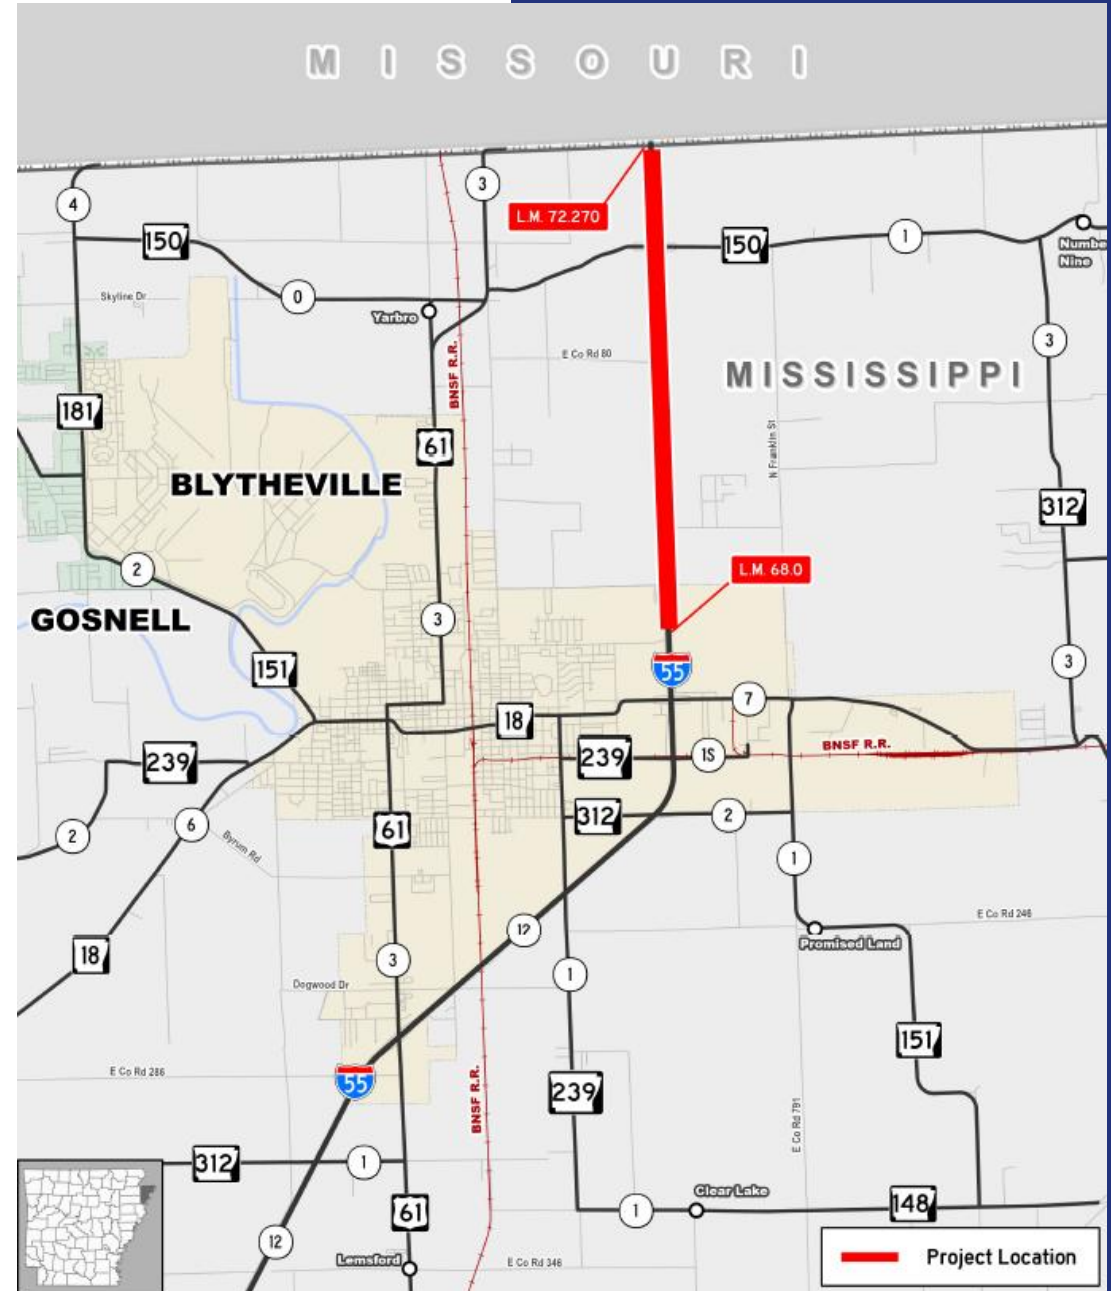 MISSOURI
3
4
L.M. 72.270
150
150
1
Numbe
Nine
Skyline Dr
0
Yarbro
3
E Co Rd 80
BNSF R.R.
MISSISSIPPI
181
61
N Franklin St
BLYTHEVILLE
312
2
L.M. 68.0
GOSNELL
3
151
55
3
7
18
239
1S
BNSF R.R.
239
6
2
61
312
2
Byrum Rd
1
E Co Rd 246
12
Promised Land
18
3
1
Dogwood Dr
151
E Co Rd 286
55
239
BNSF R.R.
E Co Rd 791
312
1
Clear Lake
61
1
148
12
Lemsford
E Co Rd 346
Project Location